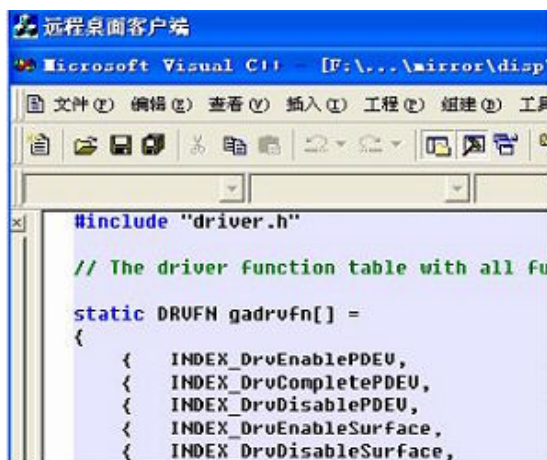 远程桌面客户端
Microsoft Visual C++ - [F:\...\mirror\disp
文件(F) 编辑(E) 查看(V) 插入(I) 工程(P) 组建(B) 工具
#include "driver.h"
// The driver function table with all fu
static DRVFN gadrvfn[] =
{
{ INDEX_DrvEnablePDEV,
{ INDEX_DrvCompletePDEV,
{ INDEX_DrvDisablePDEV,
{ INDEX_DrvEnableSurface,
{ INDEX_DrvDisableSurface,